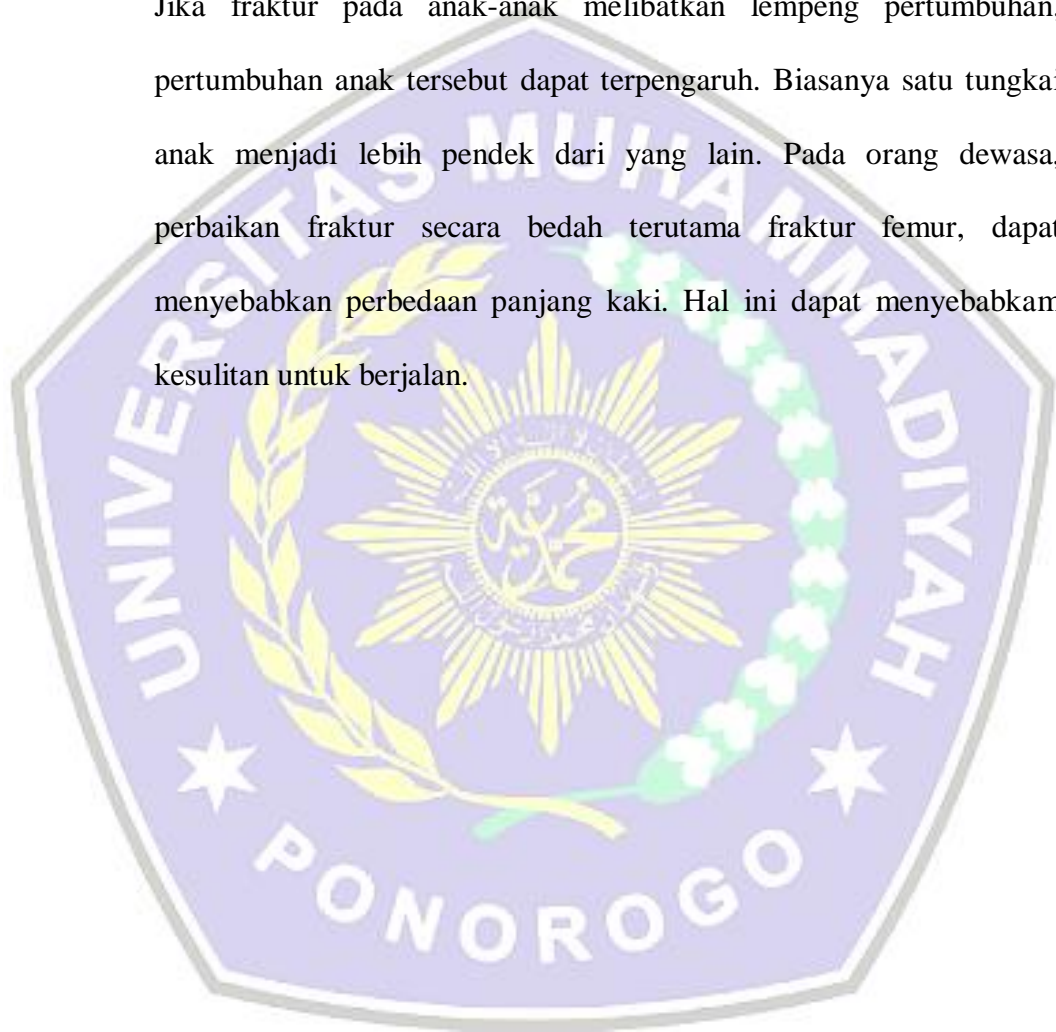 Jika fraktur pada anak-anak melibatkan lempeng pertumbuhan,
pertumbuhan anak tersebut dapat terpengaruh. Biasanya satu tungkai
anak menjadi lebih pendek dari yang lain. Pada orang dewasa,
perbaikan fraktur secara bedah terutama fraktur femur, dapat
menyebabkan perbedaan panjang kaki. Hal ini dapat menyebabkam
kesulitan untuk berjalan.
UNIVERSITAS MUHAMMADIYAH
PONOROGO
محمدية